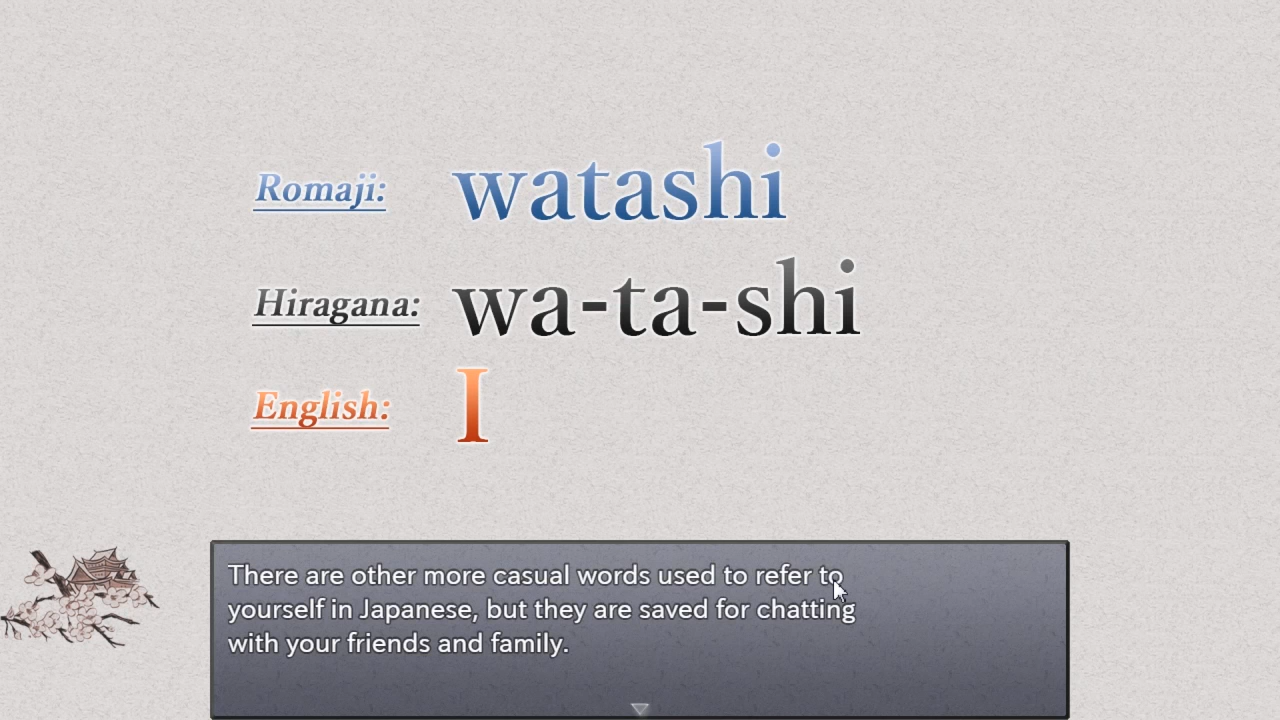 Romaji: watashi
Hiragana: wa-ta-shi
English: I
There are other more casual words used to refer to
yourself in Japanese, but they are saved for chatting
with your friends and family.